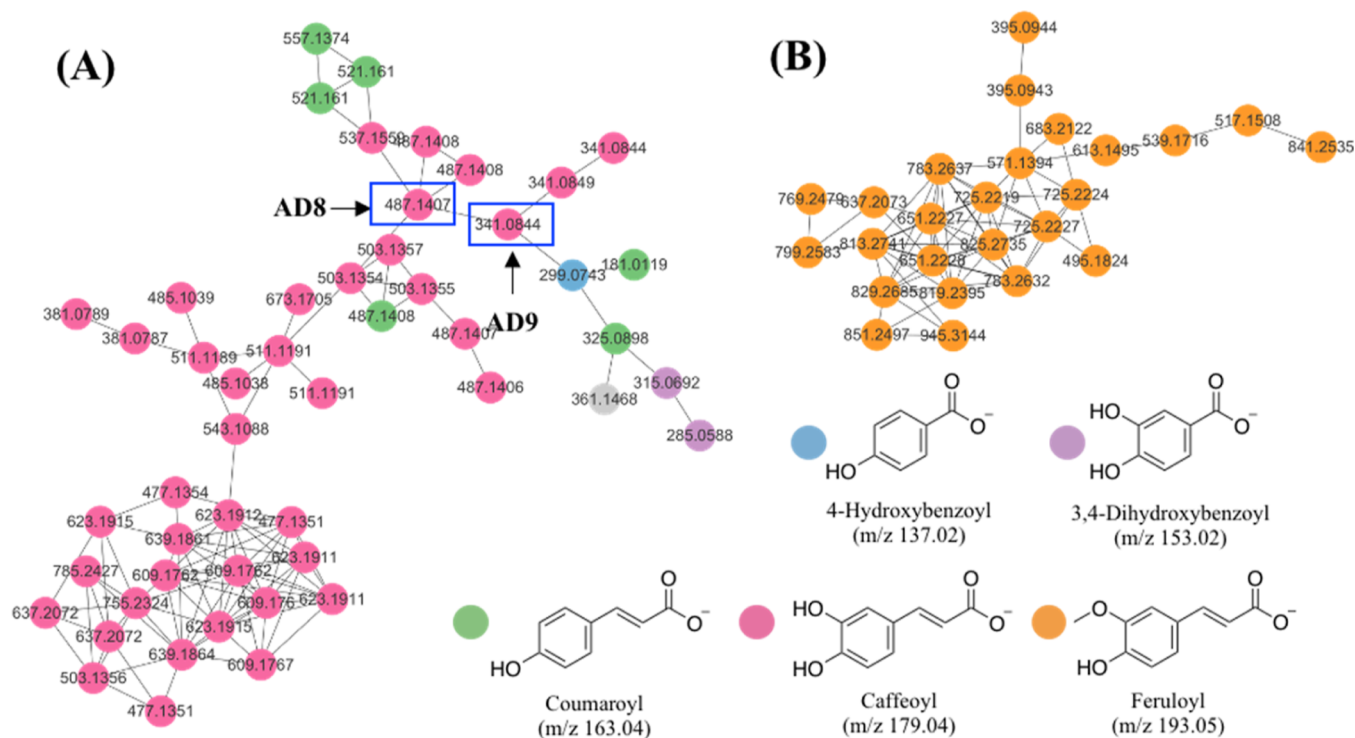 (A)
557.1374
521.161
521.161
537.1559
487.1408
487.1408
341.0844
341.0849
AD8
487.1407
341.0844
503.1357
503.1354
503.1355
299.0743
181.0119
AD9
487.1408
673.1705
485.1039
381.0789
381.0787
511.1189
511.1191
485.1038
511.1191
487.1407
487.1406
325.0898
361.1468
315.0692
285.0588
543.1088
477.1354
623.1915
623.1912
477.1351
639.1861
623.1911
785.2427
609.1762
609.1762
637.2072
755.2324
609.176
623.1911
637.2072
623.1915
639.1864
609.1767
503.1356
477.1351
(B)
395.0944
395.0943
683.2122
517.1508
539.1716
613.1495
841.2535
571.1394
783.2637
769.2479
637.2073
725.2219
725.2224
651.2227
725.2227
799.2583
813.2741
825.2735
495.1824
651.2228
783.2632
829.2685
819.2395
851.2497
945.3144
O
O−
HO
4-Hydroxybenzoyl
(m/z 137.02)
O
HO
O−
HO
3,4-Dihydroxybenzoyl
(m/z 153.02)
O
O−
HO
Coumaroyl
(m/z 163.04)
O
HO
O−
HO
Caffeoyl
(m/z 179.04)
O
O
O−
HO
Feruloyl
(m/z 193.05)